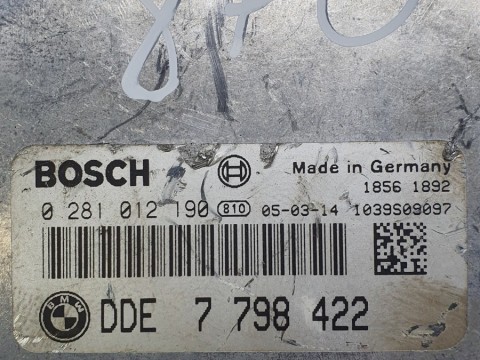 BOSCH Made in Germany
1856 1892
0 281 012 190 810 05-03-14 1039S09097
BMW DDE 7 798 422